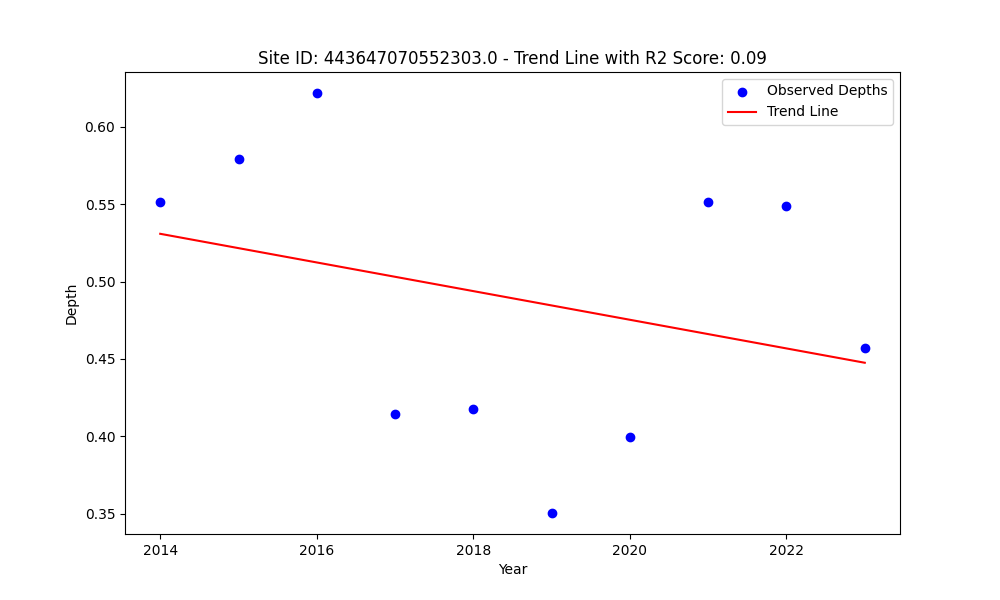 Site ID: 443647070552303.0 - Trend Line with R2 Score: 0.09
Observed Depths
Trend Line
0.60
0.55
0.50
0.45
0.40
0.35
Depth
2014
2016
2018
2020
2022
Year